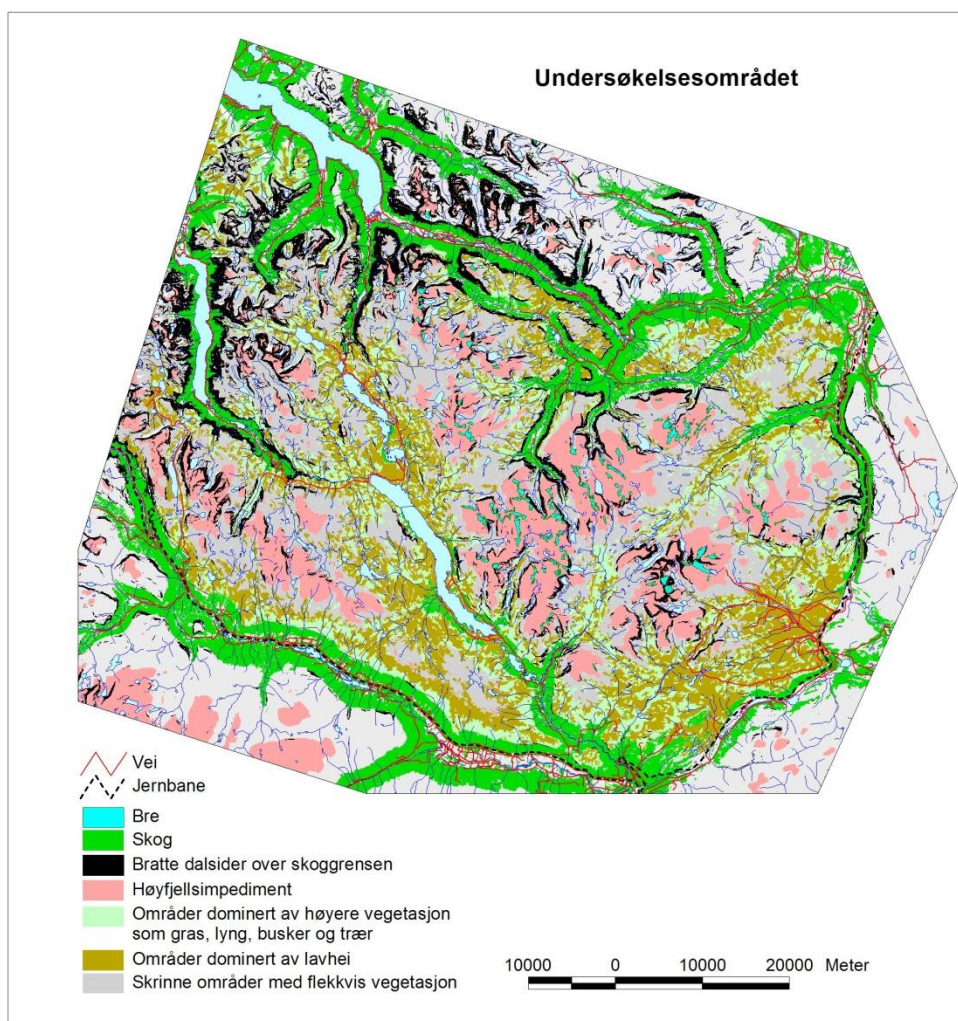 Undersøkelsesområdet
Vei
Jernbane
Bre
Skog
Bratte dalsider over skoggrensen
Høyfjellsimpediment
Områder dominert av høyere vegetasjon
som gras, lyng, busker og trær
Områder dominert av lavhei
Skrinne områder med flekkvis vegetasjon
10000 0 10000 20000 Meter